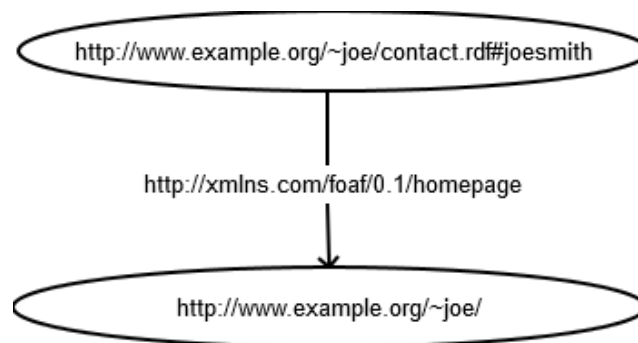 http://www.example.org/~joe/contact.rdf#joesmith
http://xmlns.com/foaf/0.1/homepage
http://www.example.org/~joe/